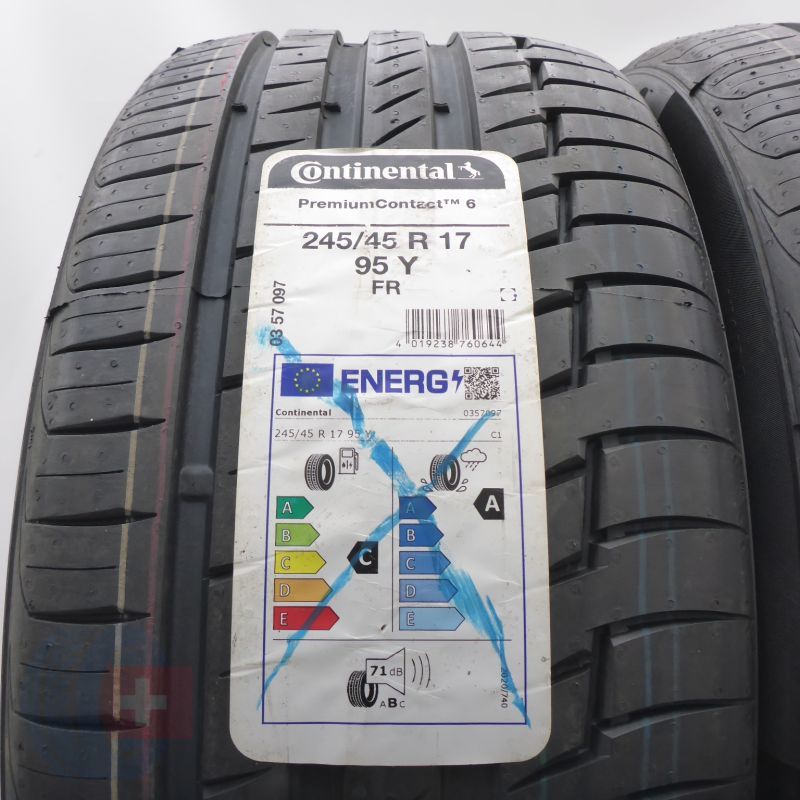 Continental
PremiumContact™ 6
245/45 R 17
95 Y
FR
03 57 097
4 019238 760644
ENERG
Continental 0357097
245/45 R 17 95 Y C1
A
B
C
D
E
C
A
B
C
D
E
A
71 dB
ABC
2020/740